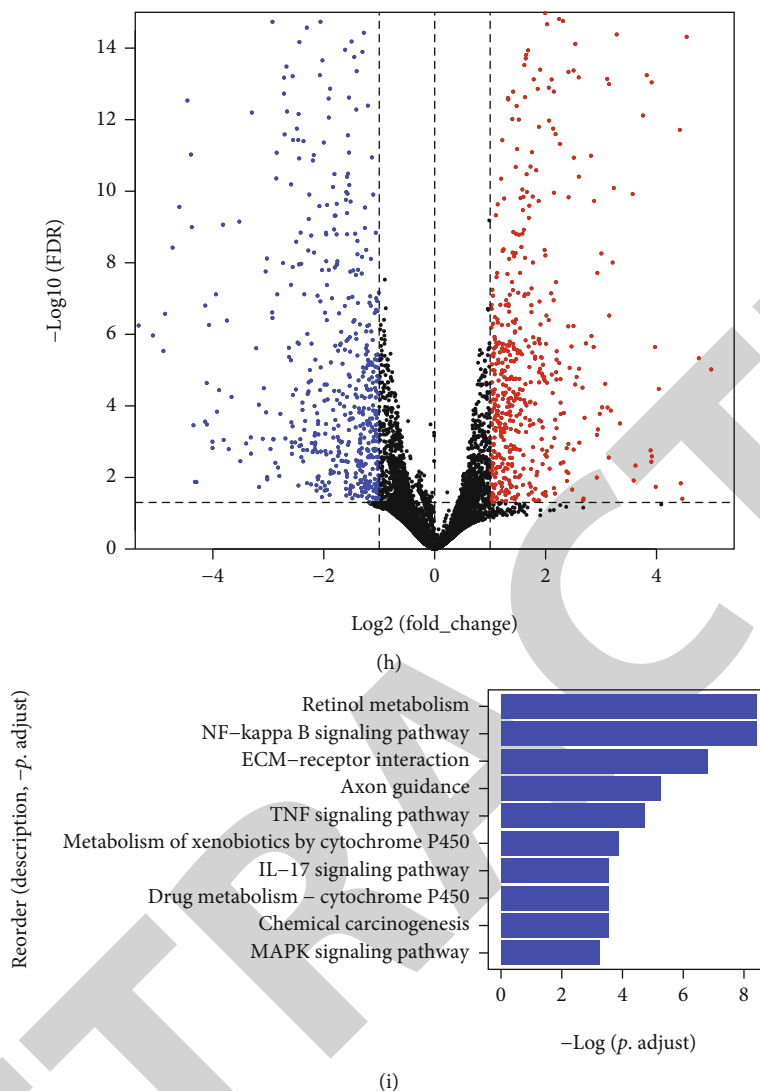 14
12
10
8
6
4
2
0
−Log10 (FDR)
−4
−2
0
2
4
Log2 (fold_change)
(h)
Reorder (description, −p. adjust)
Retinol metabolism
NF−kappa B signaling pathway
ECM−receptor interaction
Axon guidance
TNF signaling pathway
Metabolism of xenobiotics by cytochrome P450
IL−17 signaling pathway
Drug metabolism − cytochrome P450
Chemical carcinogenesis
MAPK signaling pathway
0
2
4
6
8
−Log (p. adjust)
(i)
TRACT